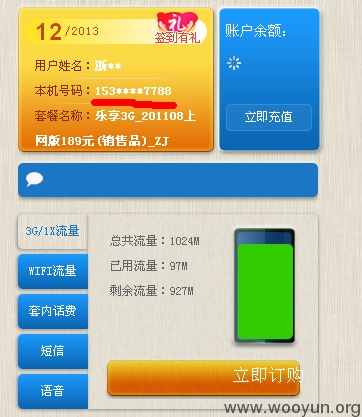 12/2013
礼
签到有礼
用户姓名：浙**
本机号码：153****7788
套餐名称：乐享3G_201108上
网版189元(销售品)_ZJ
账户余额：
立即充值
3G/1X流量
WIFI流量
套内话费
短信
语音
总共流量：1024M
已用流量：97M
剩余流量：927M
立即订购
www.wooyun.org